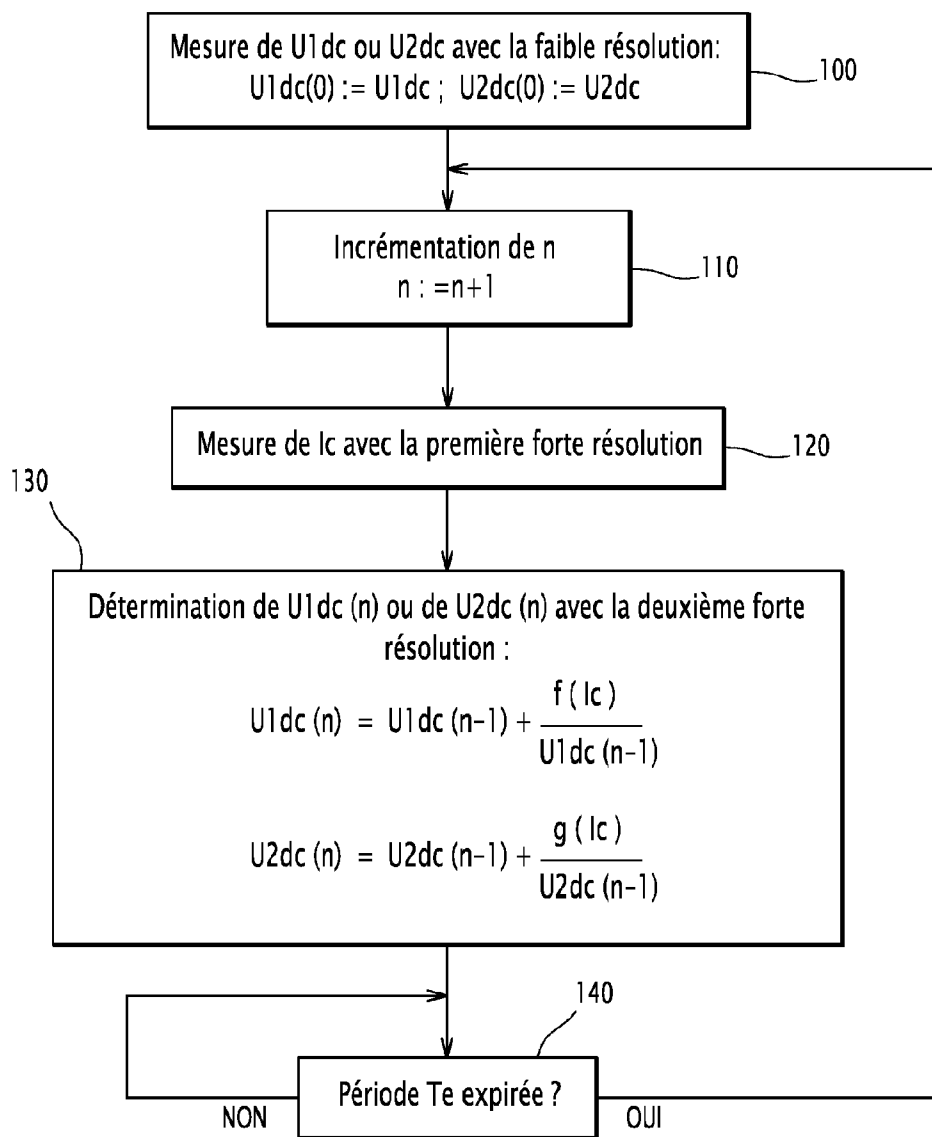 Mesure de U1dc ou U2dc avec la faible résolution:
U1dc(0) := U1dc ; U2dc(0) := U2dc
100
Incrémentation de n
n : =n+1
110
Mesure de Ic avec la première forte résolution
120
130
Détermination de U1dc (n) ou de U2dc (n) avec la deuxième forte
résolution :
U1dc (n) = U1dc (n-1) + f ( Ic ) / U1dc (n-1)
U2dc (n) = U2dc (n-1) + g ( Ic ) / U2dc (n-1)
140
Période Te expirée ?
NON
OUI